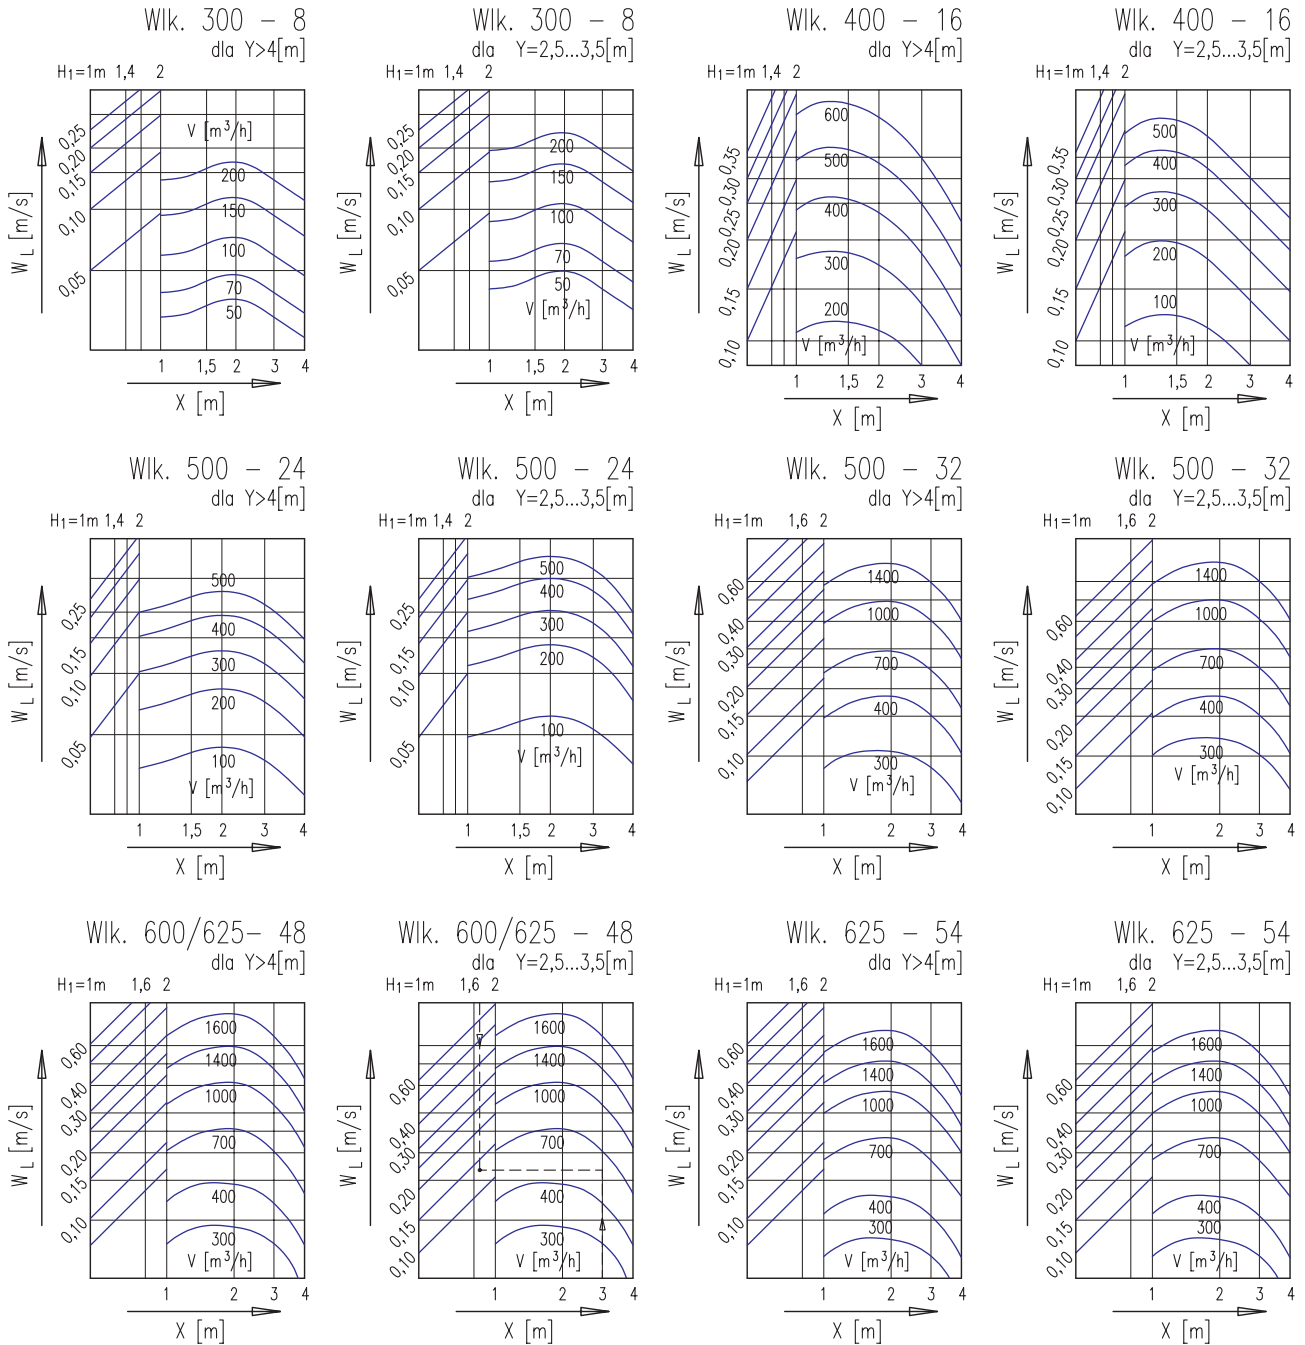 Wlk. 300 - 8
dla Y>4[m]
H1=1m 1,4 2
V [m³/h]
200
150
100
70
50
0,25
0,20
0,15
0,10
0,05
WL [m/s]
1 1,5 2 3 4
X [m]
Wlk. 300 - 8
dla Y=2,5...3,5[m]
H1=1m 1,4 2
200
150
100
70
50
V [m³/h]
0,25
0,20
0,15
0,10
0,05
WL [m/s]
1 1,5 2 3 4
X [m]
Wlk. 400 - 16
dla Y>4[m]
H1=1m 1,4 2
600
500
400
300
200
V [m³/h]
0,35
0,30
0,25
0,20
0,15
0,10
WL [m/s]
1 1,5 2 3 4
X [m]
Wlk. 400 - 16
dla Y=2,5...3,5[m]
H1=1m 1,4 2
500
400
300
200
100
V [m³/h]
0,35
0,30
0,25
0,20
0,15
0,10
WL [m/s]
1 1,5 2 3 4
X [m]
Wlk. 500 - 24
dla Y>4[m]
H1=1m 1,4 2
500
400
300
200
100
V [m³/h]
0,25
0,15
0,10
0,05
WL [m/s]
1 1,5 2 3 4
X [m]
Wlk. 500 - 24
dla Y=2,5...3,5[m]
H1=1m 1,4 2
500
400
300
200
100
V [m³/h]
0,25
0,15
0,10
0,05
WL [m/s]
1 1,5 2 3 4
X [m]
Wlk. 500 - 32
dla Y>4[m]
H1=1m 1,6 2
1400
1000
700
400
300
V [m³/h]
0,60
0,40
0,30
0,20
0,15
0,10
WL [m/s]
1 2 3 4
X [m]
Wlk. 500 - 32
dla Y=2,5...3,5[m]
H1=1m 1,6 2
1400
1000
700
400
300
V [m³/h]
0,60
0,40
0,30
0,20
0,15
0,10
WL [m/s]
1 2 3 4
X [m]
Wlk. 600/625- 48
dla Y>4[m]
H1=1m 1,6 2
1600
1400
1000
700
400
300
V [m³/h]
0,60
0,40
0,30
0,20
0,15
0,10
WL [m/s]
1 2 3 4
X [m]
Wlk. 600/625 - 48
dla Y=2,5...3,5[m]
H1=1m 1,6 2
1600
1400
1000
700
400
300
V [m³/h]
0,60
0,40
0,30
0,20
0,15
0,10
WL [m/s]
1 2 3 4
X [m]
Wlk. 625 - 54
dla Y>4[m]
H1=1m 1,6 2
1600
1400
1000
700
400
300
V [m³/h]
0,60
0,40
0,30
0,20
0,15
0,10
WL [m/s]
1 2 3 4
X [m]
Wlk. 625 - 54
dla Y=2,5...3,5[m]
H1=1m 1,6 2
1600
1400
1000
700
400
300
V [m³/h]
0,60
0,40
0,30
0,20
0,15
0,10
WL [m/s]
1 2 3 4
X [m]